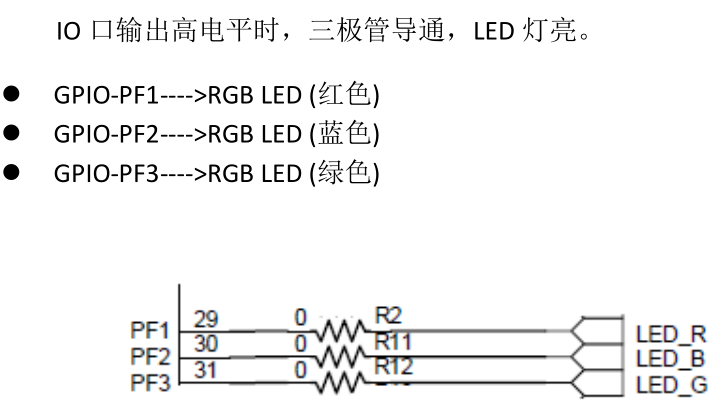 IO 口输出高电平时，三极管导通，LED 灯亮。
● GPIO-PF1---->RGB LED (红色)
● GPIO-PF2---->RGB LED (蓝色)
● GPIO-PF3---->RGB LED (绿色)
PF1 29 0 R2 LED_R
PF2 30 0 R11 LED_B
PF3 31 0 R12 LED_G